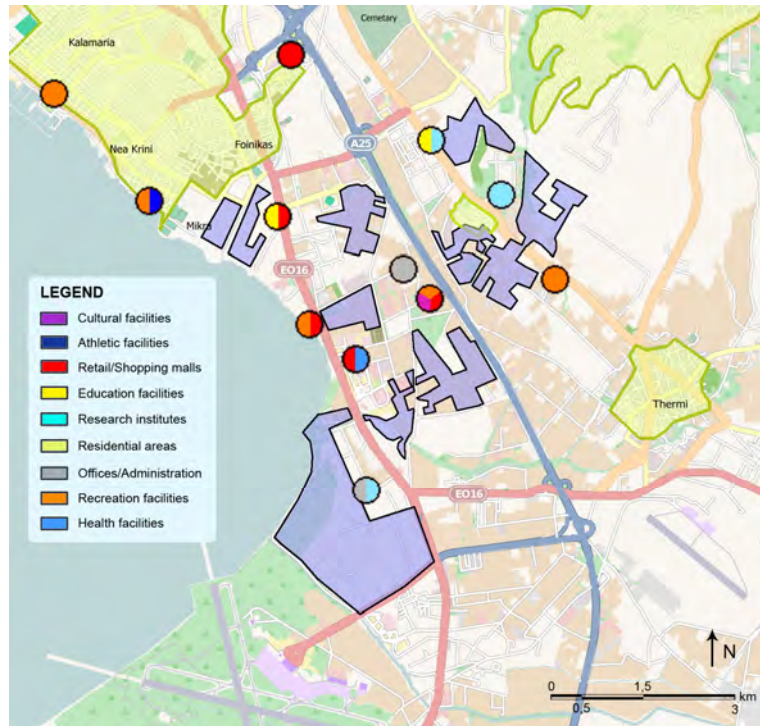 Cemetary
Kalamaria
Nea Krini
Foinikas
A25
Mikra
EO16
LEGEND
Cultural facilities
Athletic facilities
Retail/Shopping malls
Education facilities
Research institutes
Residential areas
Offices/Administration
Recreation facilities
Health facilities
Thermi
EO16
N
0 1,5 km
0,5 3